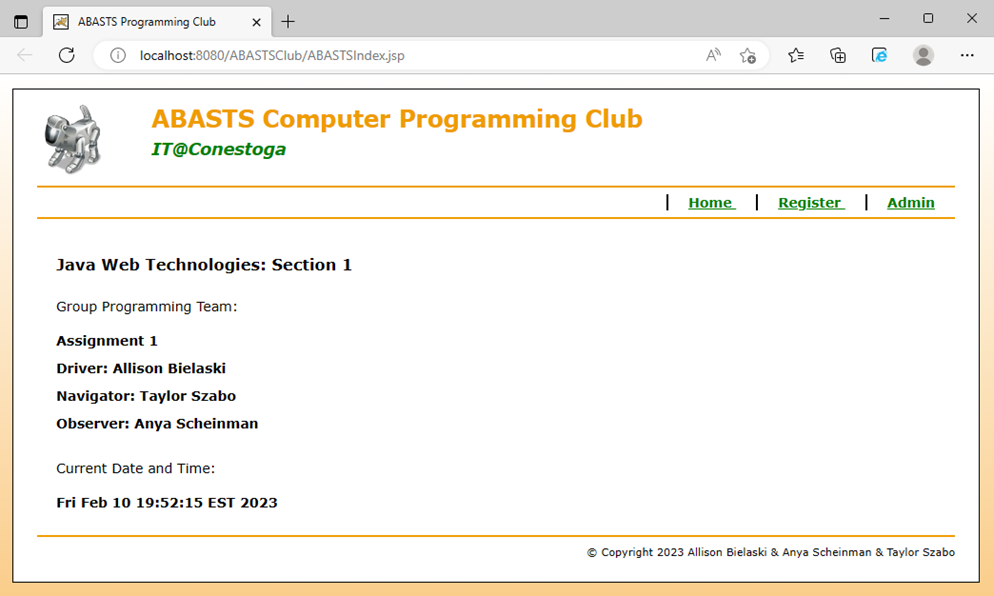 ABASTS Programming Club
localhost:8080/ABASTSClub/ABASTSIndex.jsp
ABASTS Computer Programming Club
IT@Conestoga
| Home | Register | Admin
Java Web Technologies: Section 1
Group Programming Team:
Assignment 1
Driver: Allison Bielaski
Navigator: Taylor Szabo
Observer: Anya Scheinman
Current Date and Time:
Fri Feb 10 19:52:15 EST 2023
© Copyright 2023 Allison Bielaski & Anya Scheinman & Taylor Szabo